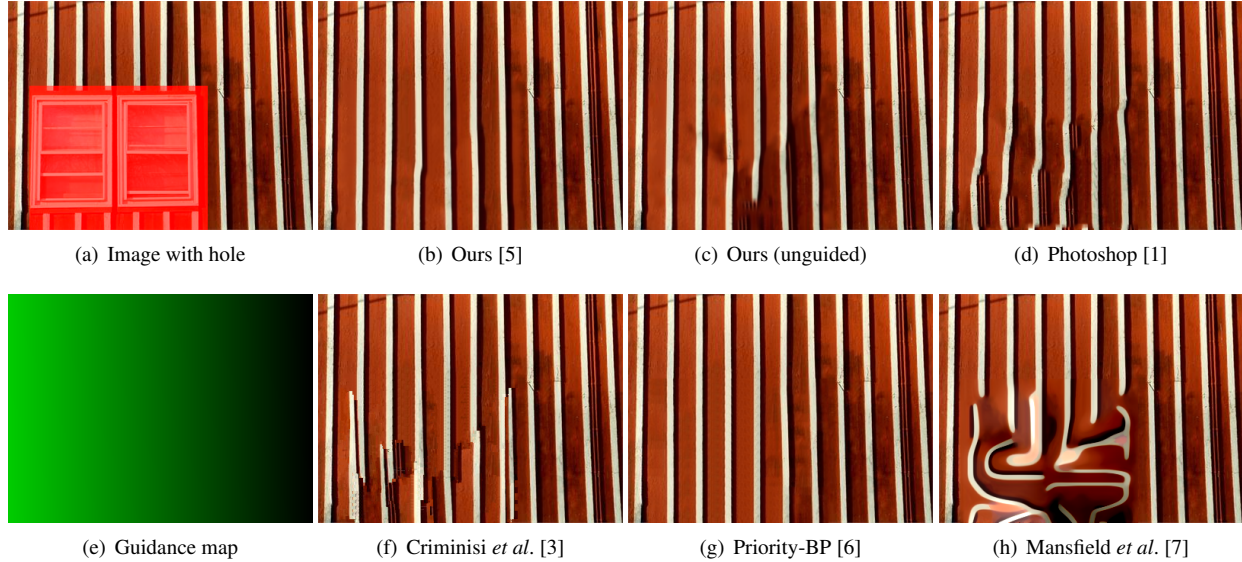 (a) Image with hole
(b) Ours [5]
(c) Ours (unguided)
(d) Photoshop [1]
(e) Guidance map
(f) Criminisi et al. [3]
(g) Priority-BP [6]
(h) Mansfield et al. [7]